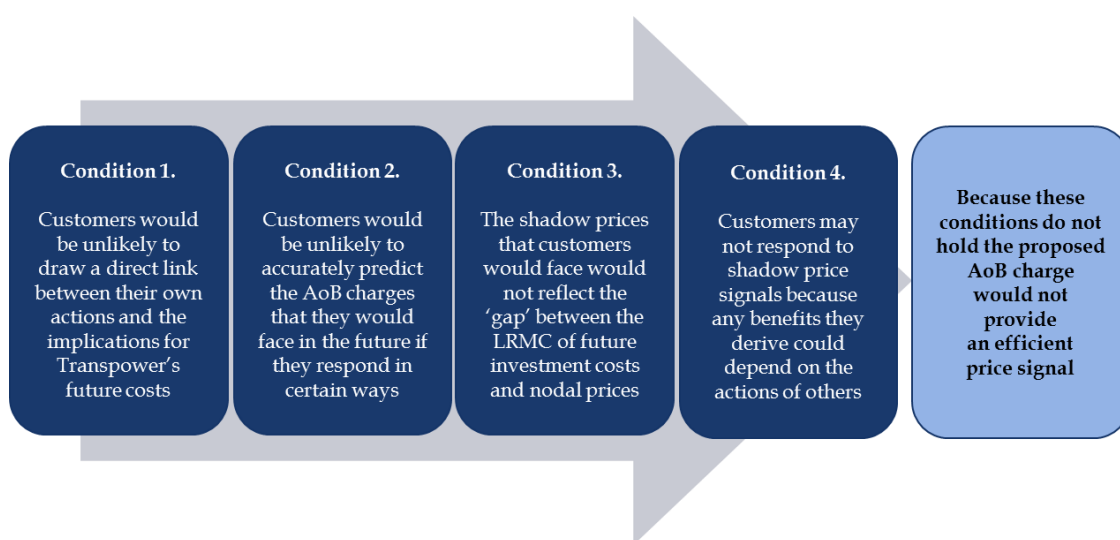 Condition 1.
Customers would
be unlikely to
draw a direct link
between their own
actions and the
implications for
Transpower's
future costs
Condition 2.
Customers would
be unlikely to
accurately predict
the AoB charges
that they would
face in the future if
they respond in
certain ways
Condition 3.
The shadow prices
that customers
would face would
not reflect the
'gap' between the
LRMC of future
investment costs
and nodal prices
Condition 4.
Customers may
not respond to
shadow price
signals because
any benefits they
derive could
depend on the
actions of others
Because these
conditions do not
hold the proposed
AoB charge
would not
provide
an efficient
price signal